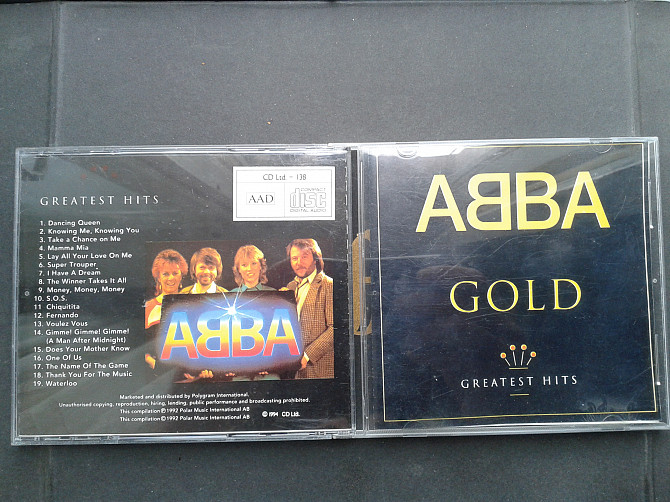 GREATEST HITS
CD Ltd - 138
AAD
COMPACT
disc
DIGITAL AUDIO
1. Dancing Queen
2. Knowing Me, Knowing You
3. Take a Chance on Me
4. Mamma Mia
5. Lay All Your Love On Me
6. Super Trouper
7. I Have A Dream
8. The Winner Takes It All
9. Money, Money, Money
10. S.O.S.
11 Chiquitita
12. Fernando
13. Voulez Vous
14. Gimme! Gimme! Gimme!
(A Man After Midnight)
15. Does Your Mother Know
16. One Of Us
17. The Name Of The Game
18. Thank You For The Music
19. Waterloo
ABBA
Marketed and distributed by Polygram International.
Unauthorised copying, reproduction, hiring, lending, public performance and broadcasting prohibited.
This compilation ℗ 1992 Polar Music International AB
This compilation © 1992 Polar Music International AB
© 1994 CD Ltd.
ABBA
GOLD
GREATEST HITS